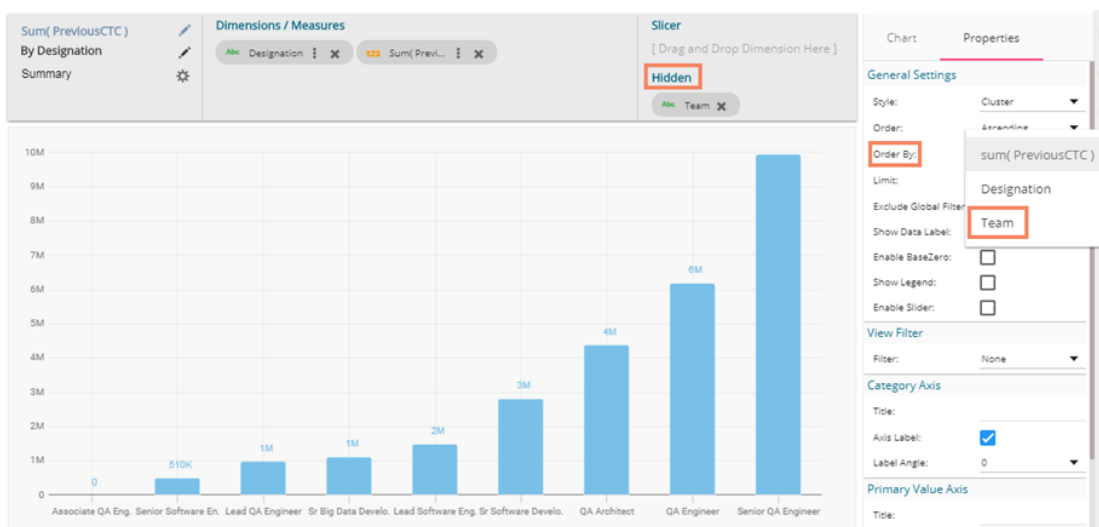 Sum( PreviousCTC )
By Designation
Summary
Dimensions / Measures
Abc Designation
123 Sum( Previ...
Slicer
[ Drag and Drop Dimension Here ]
Hidden
Abc Team
Chart Properties
General Settings
Style: Cluster
Order: Ascending
Order By:
sum( PreviousCTC )
Designation
Team
Limit:
Exclude Global Filter
Show Data Label:
Enable BaseZero:
Show Legend:
Enable Slider:
View Filter
Filter: None
Category Axis
Title:
Axis Label:
Label Angle: 0
Primary Value Axis
Title:
10M
9M
8M
7M
6M
5M
4M
3M
2M
1M
0
0
510K
1M
1M
2M
3M
4M
6M
Associate QA Eng. Senior Software En. Lead QA Engineer Sr Big Data Develo. Lead Software Eng. Sr Software Develo. QA Architect QA Engineer Senior QA Engineer